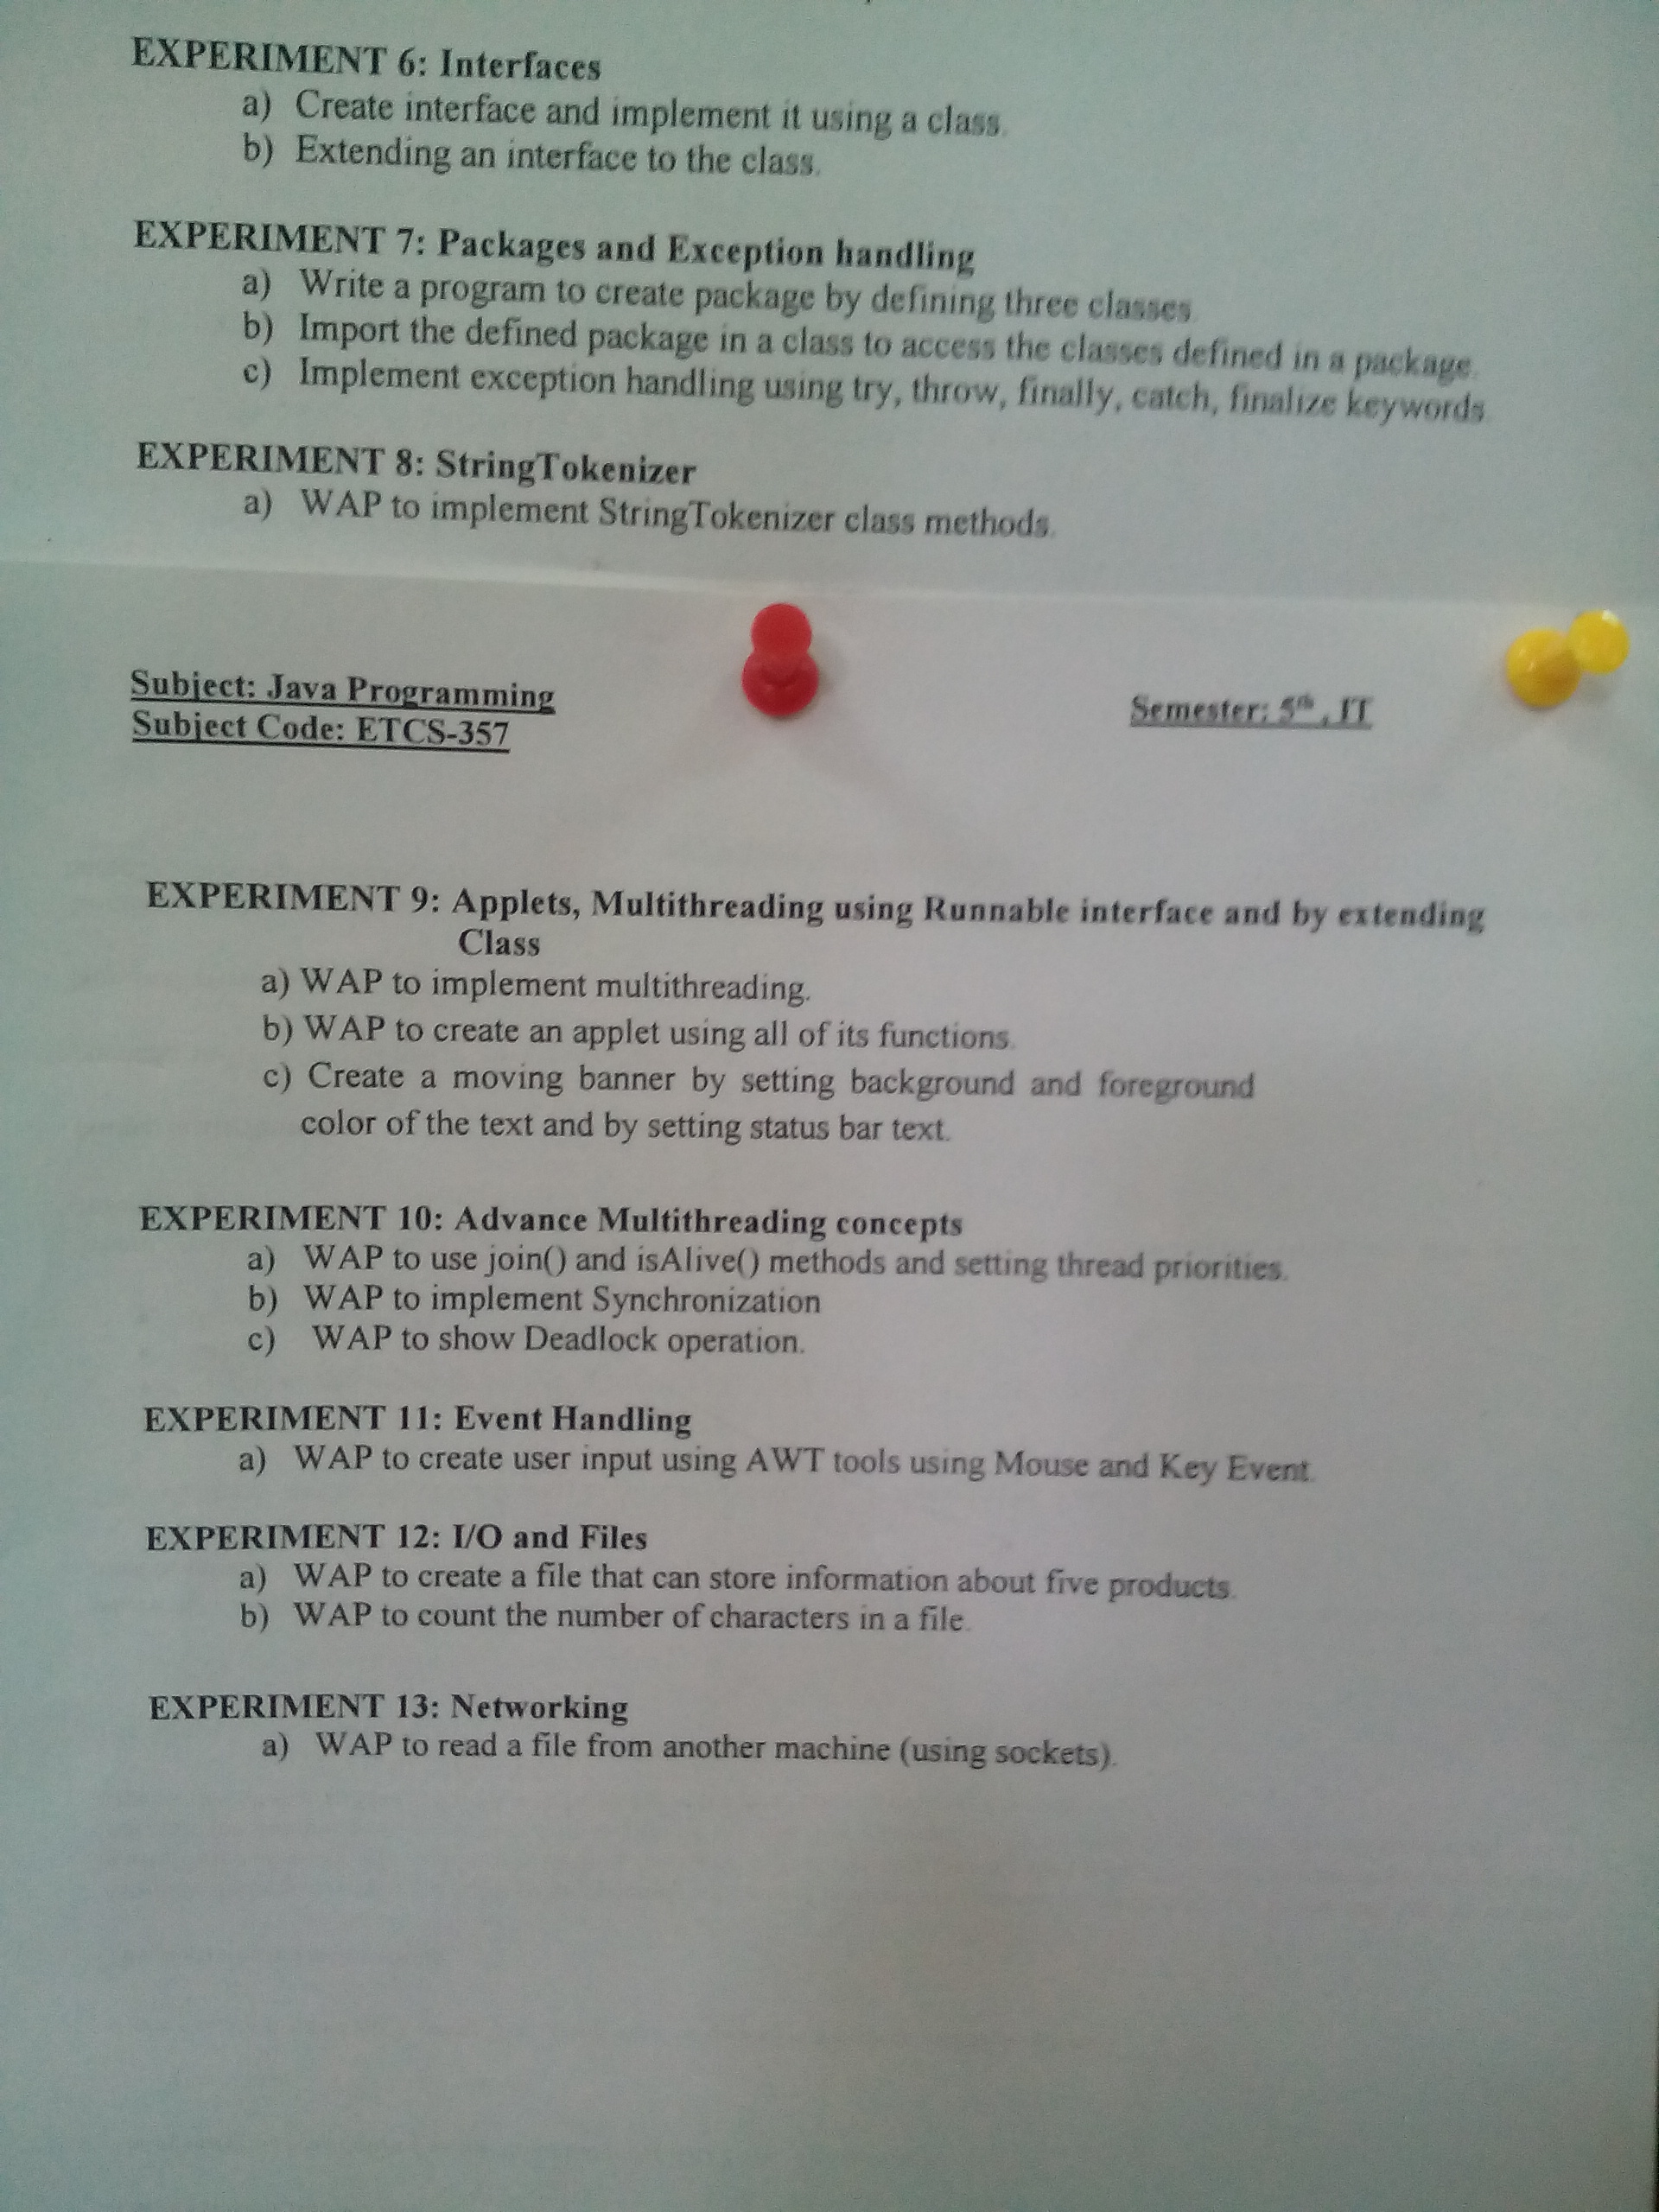 EXPERIMENT 6: Interfaces
a) Create interface and implement it using a class.
b) Extending an interface to the class.
EXPERIMENT 7: Packages and Exception handling
a) Write a program to create package by defining three classes.
b) Import the defined package in a class to access the classes defined in a package.
c) Implement exception handling using try, throw, finally, catch, finalize keywords.
EXPERIMENT 8: StringTokenizer
a) WAP to implement StringTokenizer class methods.
Subject: Java Programming
Semester: 5th , IT
Subject Code: ETCS-357
EXPERIMENT 9: Applets, Multithreading using Runnable interface and by extending
Class
a) WAP to implement multithreading.
b) WAP to create an applet using all of its functions.
c) Create a moving banner by setting background and foreground
color of the text and by setting status bar text.
EXPERIMENT 10: Advance Multithreading concepts
a) WAP to use join() and isAlive() methods and setting thread priorities.
b) WAP to implement Synchronization
c) WAP to show Deadlock operation.
EXPERIMENT 11: Event Handling
a) WAP to create user input using AWT tools using Mouse and Key Event.
EXPERIMENT 12: I/O and Files
a) WAP to create a file that can store information about five products.
b) WAP to count the number of characters in a file.
EXPERIMENT 13: Networking
a) WAP to read a file from another machine (using sockets).